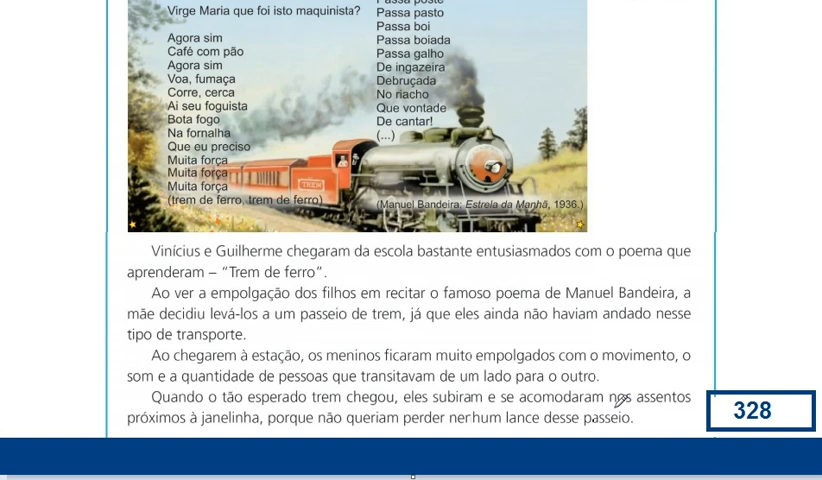 Virge Maria que foi isto maquinista?
Agora sim
Café com pão
Agora sim
Voa, fumaça
Corre, cerca
Ai seu foguista
Bota fogo
Na fornalha
Que eu preciso
Muita força
Muita força
Muita força
(trem de ferro, trem de ferro)
Passa poste
Passa pasto
Passa boi
Passa boiada
Passa galho
De ingazeira
Debruçada
No riacho
Que vontade
De cantar!
(...)
(Manuel Bandeira: Estrela da Manhã, 1936.)
TREM
Vinícius e Guilherme chegaram da escola bastante entusiasmados com o poema que
aprenderam – “Trem de ferro”.
Ao ver a empolgação dos filhos em recitar o famoso poema de Manuel Bandeira, a
mãe decidiu levá-los a um passeio de trem, já que eles ainda não haviam andado nesse
tipo de transporte.
Ao chegarem à estação, os meninos ficaram muito empolgados com o movimento, o
som e a quantidade de pessoas que transitavam de um lado para o outro.
Quando o tão esperado trem chegou, eles subiram e se acomodaram nos assentos
próximos à janelinha, porque não queriam perder nenhum lance desse passeio.
328